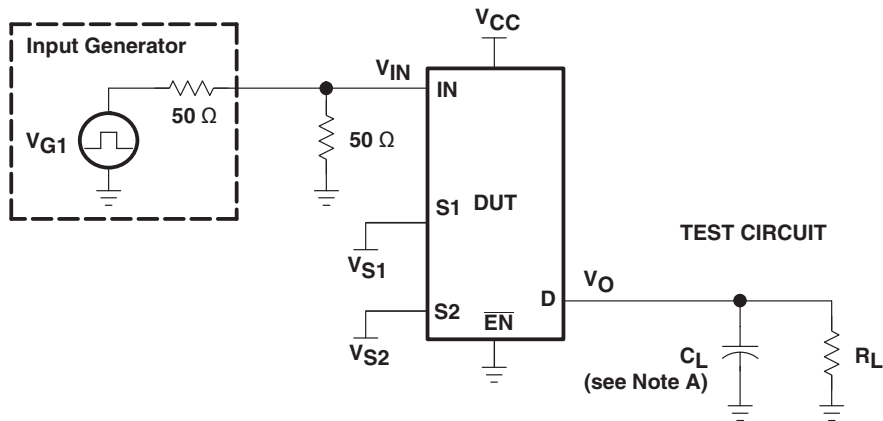 Input Generator
VG1
50 Ω
50 Ω
VIN
VCC
IN
S1
DUT
VS1
S2
VS2
EN
D
VO
TEST CIRCUIT
CL
(see Note A)
RL